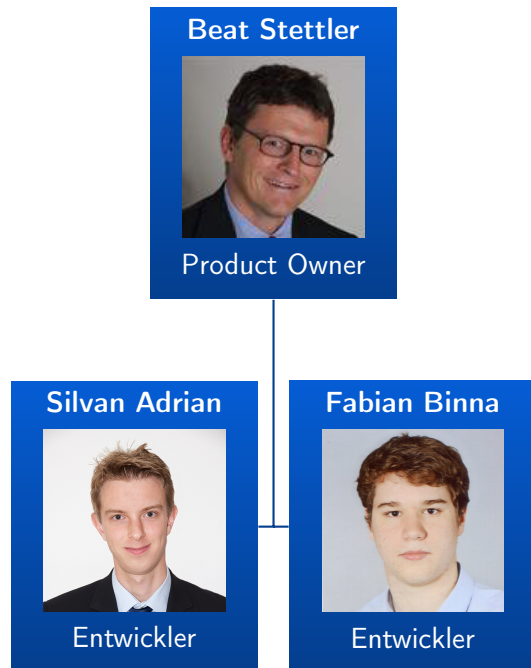 Beat Stettler
Product Owner
Silvan Adrian
Fabian Binna
Entwickler
Entwickler